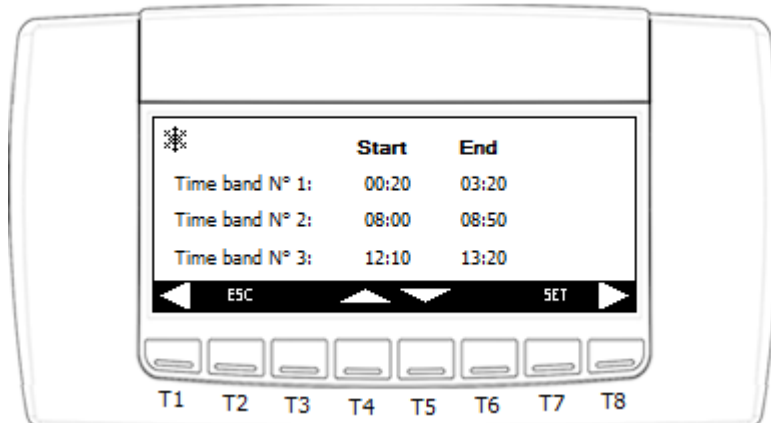 Start End
Time band N° 1: 00:20 03:20
Time band N° 2: 08:00 08:50
Time band N° 3: 12:10 13:20
ESC SET
T1 T2 T3 T4 T5 T6 T7 T8